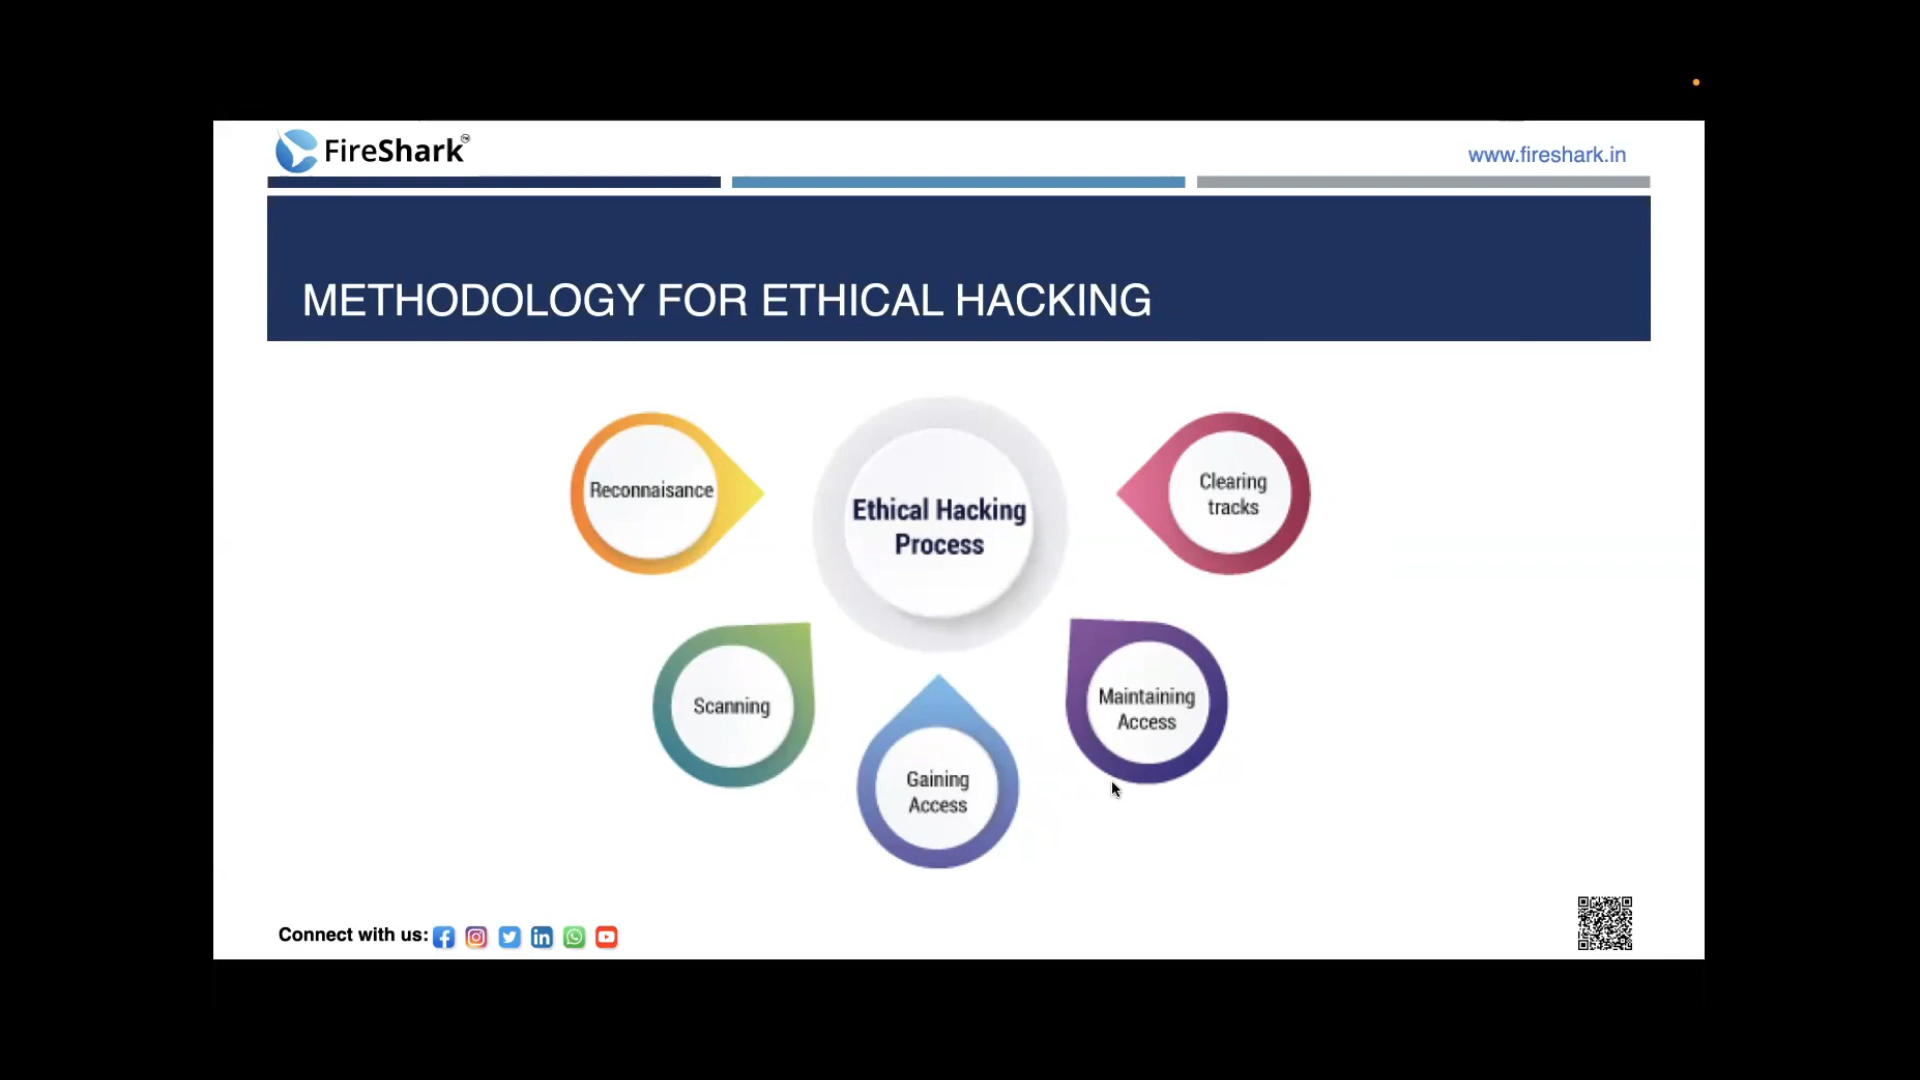 FireShark™
www.fireshark.in
METHODOLOGY FOR ETHICAL HACKING
Reconnaisance
Ethical Hacking
Process
Clearing
tracks
Scanning
Gaining
Access
Maintaining
Access
Connect with us: